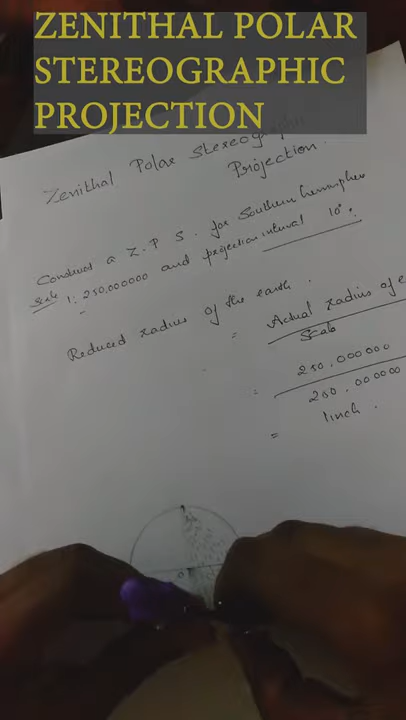 ZENITHAL POLAR
STEREOGRAPHIC
PROJECTION
Zenithal Polar Stereographic
Projection.
Construct a Z. P S. for Southern hemisphere
Scale 1:250,000000 and projection interval 10°.
Reduced radius of the earth.
= Actual radius of e
Scale
= 250,000000
250,000000
= 1inch.